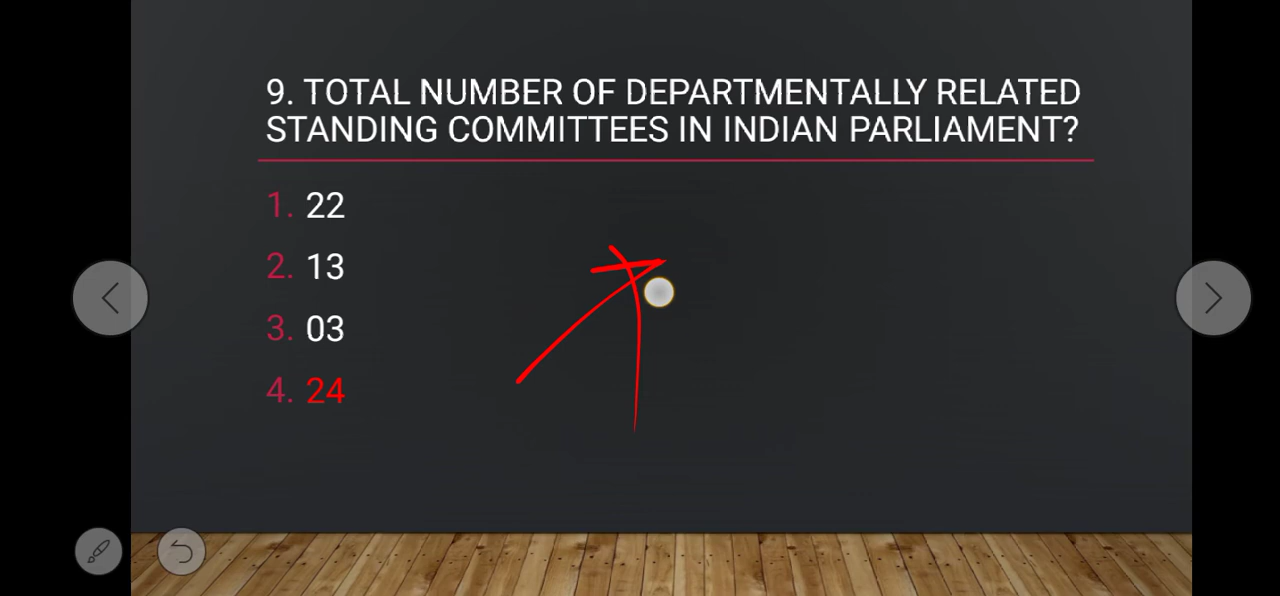 9. TOTAL NUMBER OF DEPARTMENTALLY RELATED
STANDING COMMITTEES IN INDIAN PARLIAMENT?
1. 22
2. 13
3. 03
4. 24